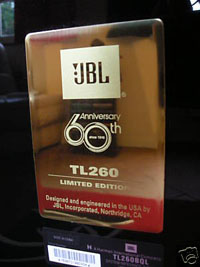 JBL
®
Anniversary
60th
since 1946
TL260
LIMITED EDITION
Designed and engineered in the USA by
JBL, Incorporated, Northridge, CA
TL260BQL